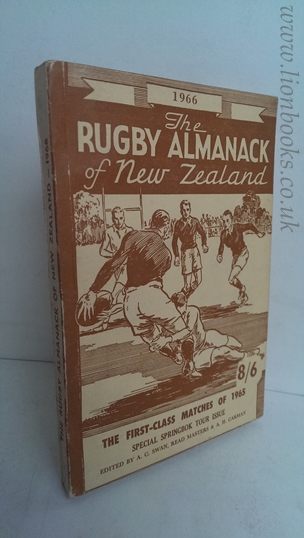 1966
The
RUGBY ALMANACK
of New Zealand
8/6
THE FIRST-CLASS MATCHES OF 1965
SPECIAL SPRINGBOK TOUR ISSUE
EDITED BY A. C. SWAN, READ MASTERS & A. H. CARMAN
THE RUGBY ALMANACK OF NEW ZEALAND 1966
www.lionbooks.co.uk